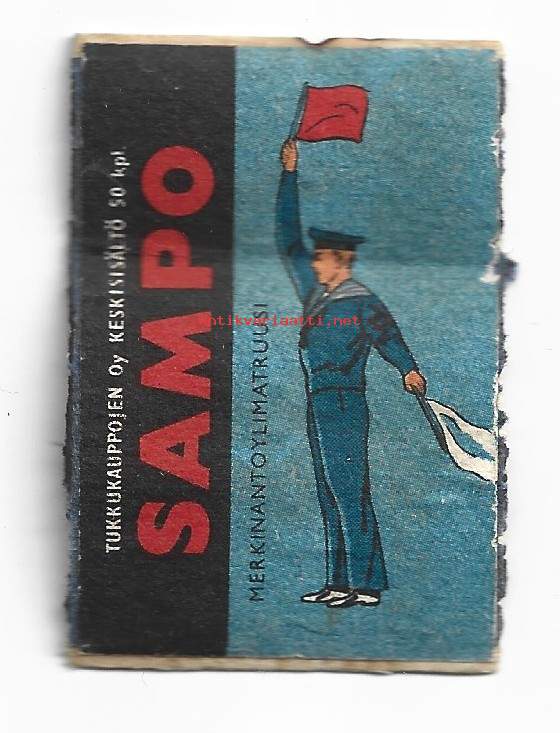 TUKKUKAUPPOJEN Oy KESKISISÄLTÖ 50 kpl.
SAMPO
MERKINANTOYLIMATRUUSI
antikvariaatti.net